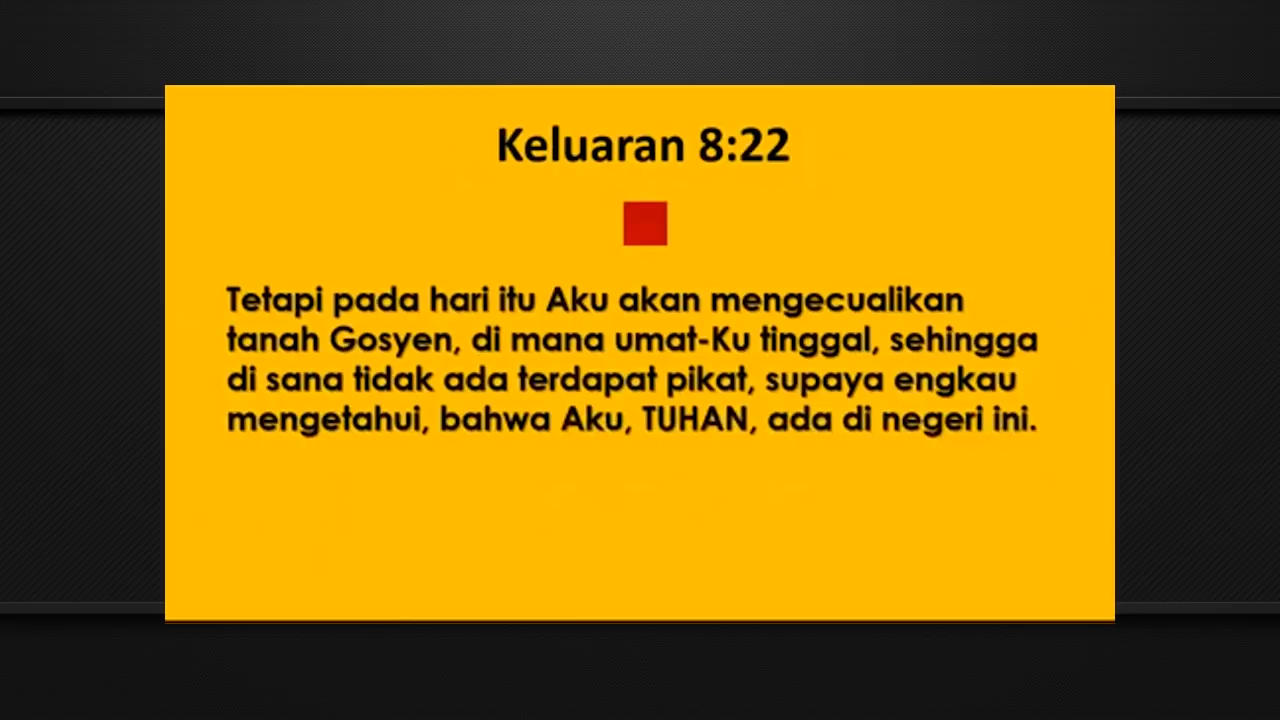 Keluaran 8:22
Tetapi pada hari itu Aku akan mengecualikan
tanah Gosyen, di mana umat-Ku tinggal, sehingga
di sana tidak ada terdapat pikat, supaya engkau
mengetahui, bahwa Aku, TUHAN, ada di negeri ini.